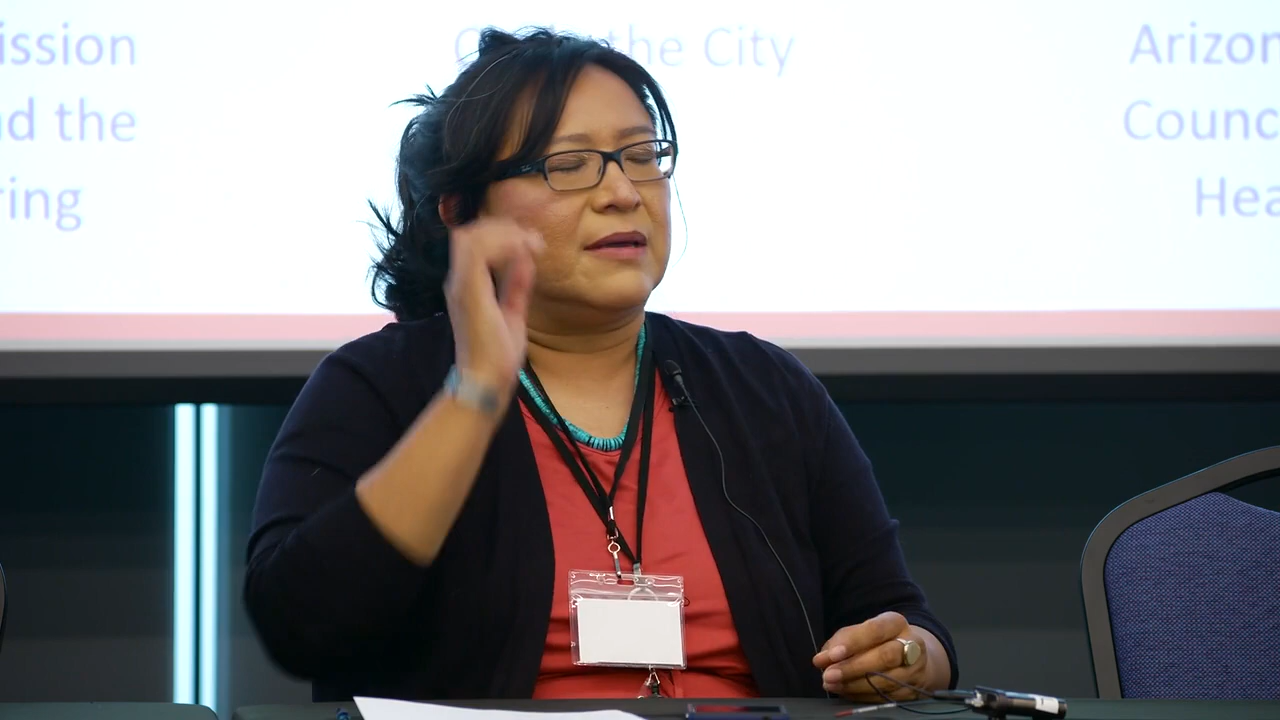 ission
nd the
ring
the City
Arizon
Counc
Hea